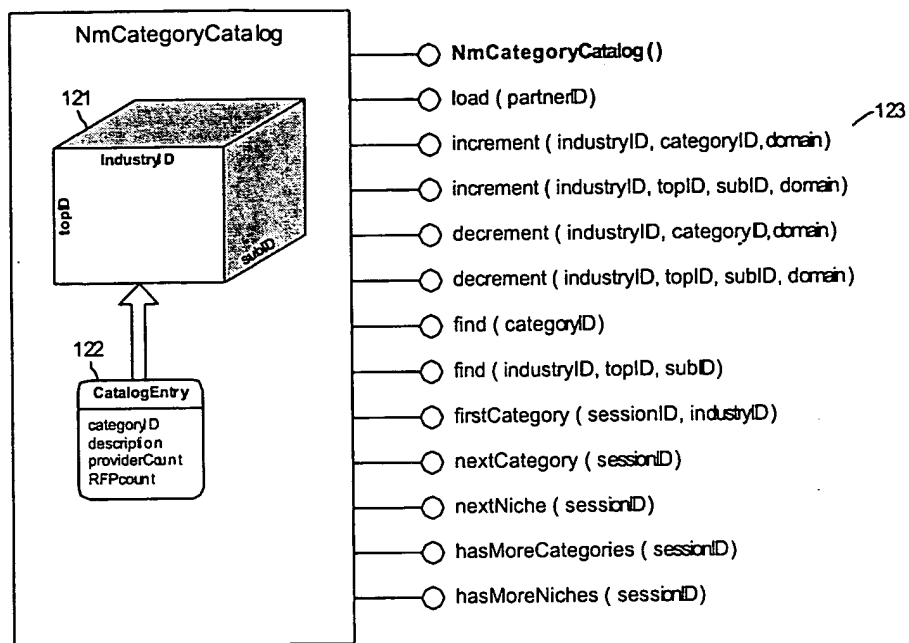 NmCategoryCatalog
121
IndustryID
topID
subID
122
CatalogEntry
categoryID
description
providerCount
RFPcount
NmCategoryCatalog()
load ( partnerID)
123
increment ( industryID, categoryID,domain)
increment ( industryID, topID, subID, domain)
decrement ( industryID, categoryID,domain)
decrement ( industryID, topID, subID, domain)
find ( categoryID)
find ( industryID, topID, subID)
firstCategory ( sessionID, industryID)
nextCategory ( sessionID)
nextNiche ( sessionID)
hasMoreCategories ( sessionID)
hasMoreNiches ( sessionID)